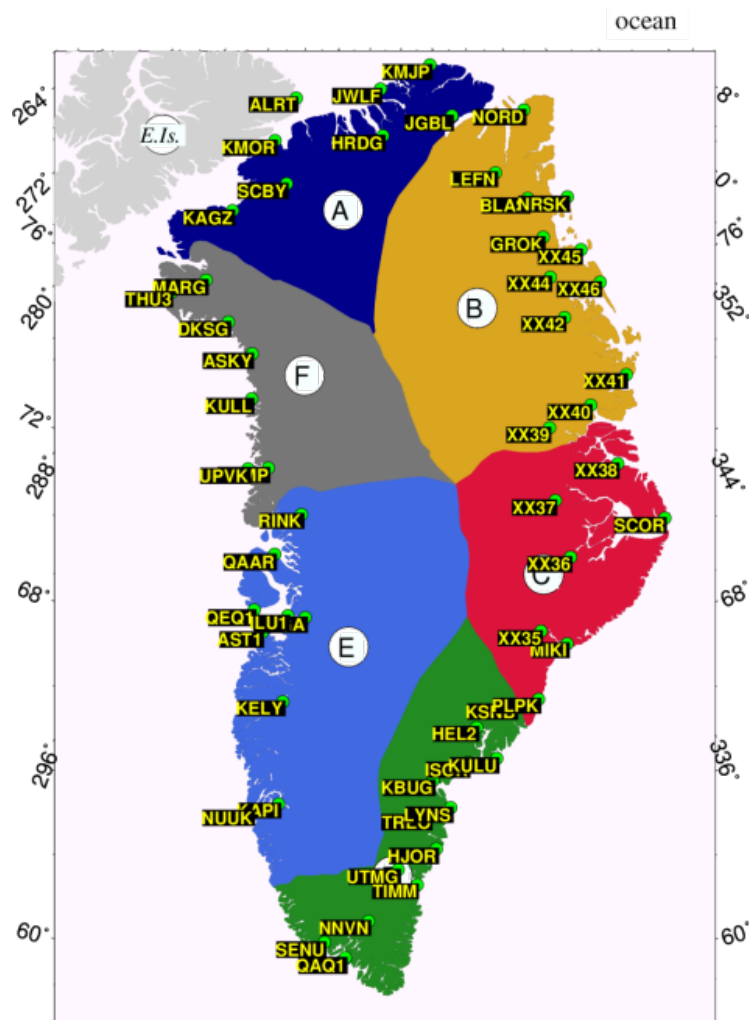 ocean
KMJP
264°
8°
JWLF
ALRT
JGBL
NORD
HRDG
E.Is.
KMOR
LEFN
0°
272°
SCBY
NRSK
A
KAGZ
76°
GROK
76°
XX45
MARG
XX44
XX46
THU3
280°
352°
B
DKSG
XX42
ASKY
F
XX41
KULL
XX40
72°
XX39
288°
344°
UPVK
XX38
XX37
RINK
SCOR
QAAR
XX36
C
68°
QEQ1
ILU1
XX35
AST1
E
MIKI
KELY
PLPK
HEL2
296°
336°
KULU
KBUG
KAPI
LYNS
NUUK
HJOR
UTMG
TIMM
NNVN
60°
60°
SENU
QAQ1